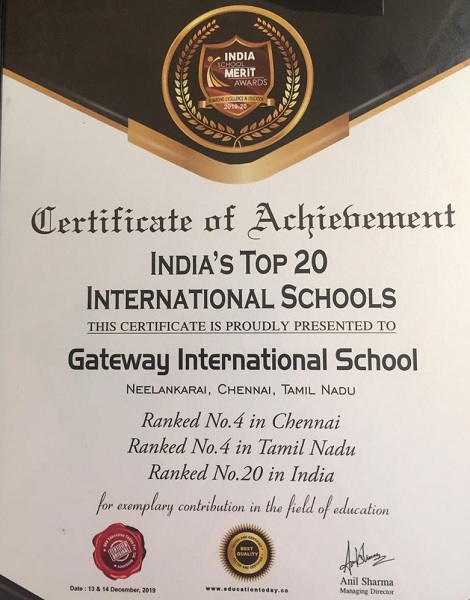 INDIA
SCHOOL
MERIT
AWARDS
2019-20
Certificate of Achievement
INDIA'S TOP 20
INTERNATIONAL SCHOOLS
THIS CERTIFICATE IS PROUDLY PRESENTED TO
Gateway International School
NEELANKARAI, CHENNAI, TAMIL NADU
Ranked No.4 in Chennai
Ranked No.4 in Tamil Nadu
Ranked No.20 in India
for exemplary contribution in the field of education
BEST
QUALITY
Anil Sharma
Managing Director
Date : 13 & 14 December, 2019
www.educationtoday.co